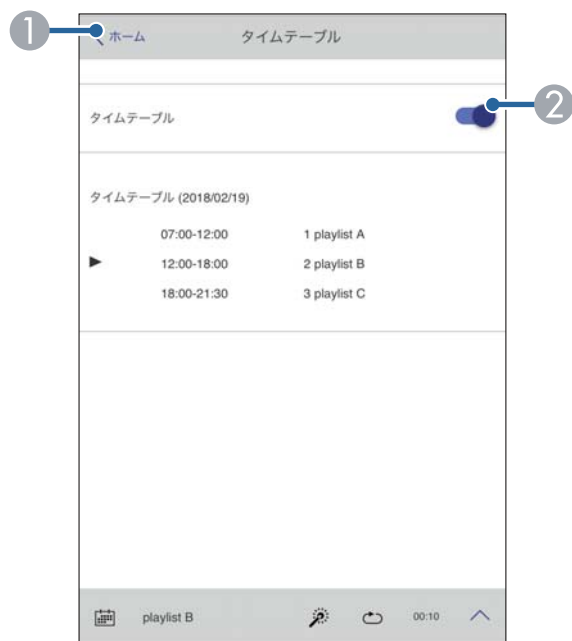 1
ホーム タイムテーブル
タイムテーブル
2
タイムテーブル (2018/02/19)
07:00-12:00 1 playlist A
12:00-18:00 2 playlist B
18:00-21:30 3 playlist C
playlist B 00:10